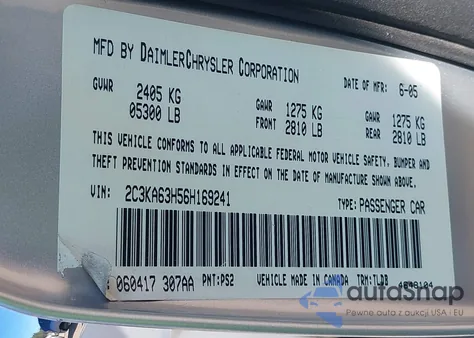 MFD BY DAIMLERCHRYSLER CORPORATION
DATE OF MFR: 6-05
GVWR 2405 KG GAWR 1275 KG GAWR 1275 KG
05300 LB FRONT 2810 LB REAR 2810 LB
THIS VEHICLE CONFORMS TO ALL APPLICABLE FEDERAL MOTOR VEHICLE SAFETY, BUMPER AND
THEFT PREVENTION STANDARDS IN EFFECT ON THE DATE OF MANUFACTURE SHOWN ABOVE.
VIN: 2C3KA63H56H169241 TYPE: PASSENGER CAR
060417 307AA PNT:PS2 VEHICLE MADE IN CANADA TRM:TLDB 4648104
autoSnap
Pewne auta z aukcji USA i EU